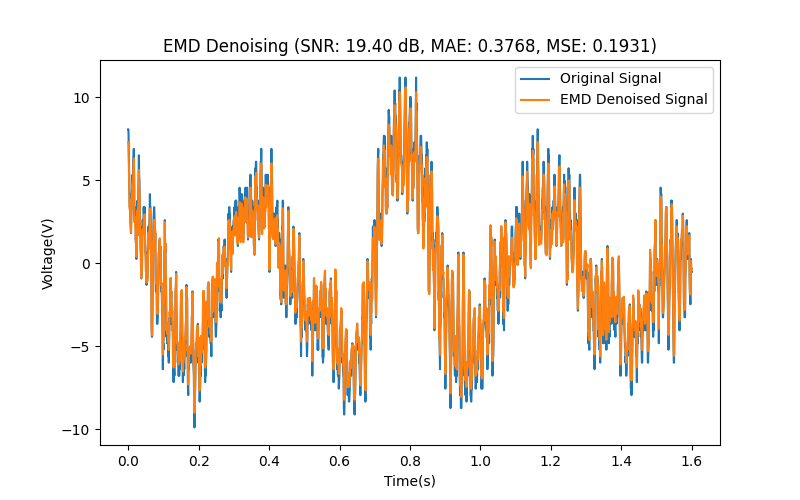 EMD Denoising (SNR: 19.40 dB, MAE: 0.3768, MSE: 0.1931)
Original Signal
EMD Denoised Signal
10
5
0
−5
−10
Voltage(V)
0.0 0.2 0.4 0.6 0.8 1.0 1.2 1.4 1.6
Time(s)